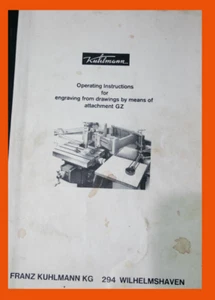 Kuhlmann
Operating Instructions
for
engraving from drawings by means of
attachment GZ
FRANZ KUHLMANN KG 294 WILHELMSHAVEN